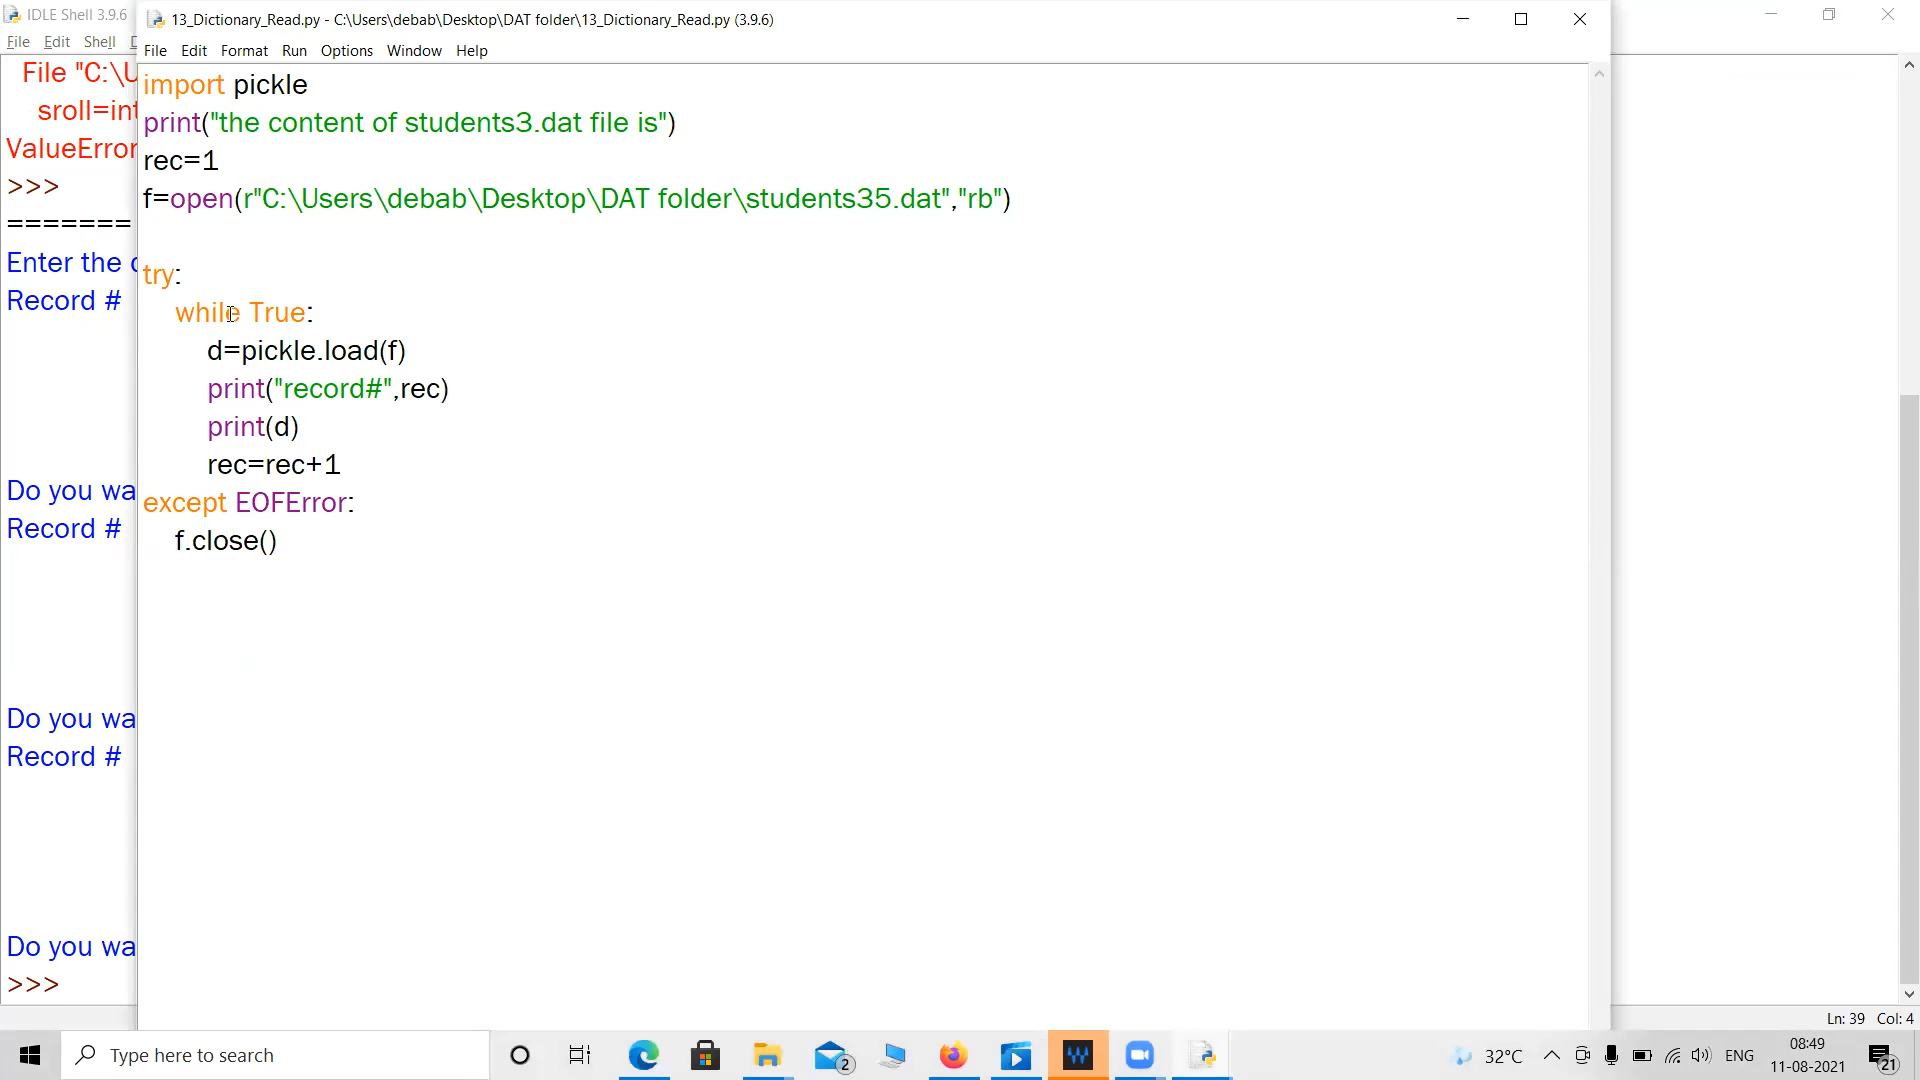 IDLE Shell 3.9.6
File Edit Shell D
File "C:\U
sroll=int
ValueError
>>>
=======
Enter the c
Record #
Do you wa
Record #
Do you wa
Record #
Do you wa
>>>
13_Dictionary_Read.py - C:\Users\debab\Desktop\DAT folder\13_Dictionary_Read.py (3.9.6)
File Edit Format Run Options Window Help
import pickle
print("the content of students3.dat file is")
rec=1
f=open(r"C:\Users\debab\Desktop\DAT folder\students35.dat","rb")
try:
while True:
d=pickle.load(f)
print("record#",rec)
print(d)
rec=rec+1
except EOFError:
f.close()
Ln: 39 Col: 4
Type here to search
2
32°C
ENG
08:49
11-08-2021
21